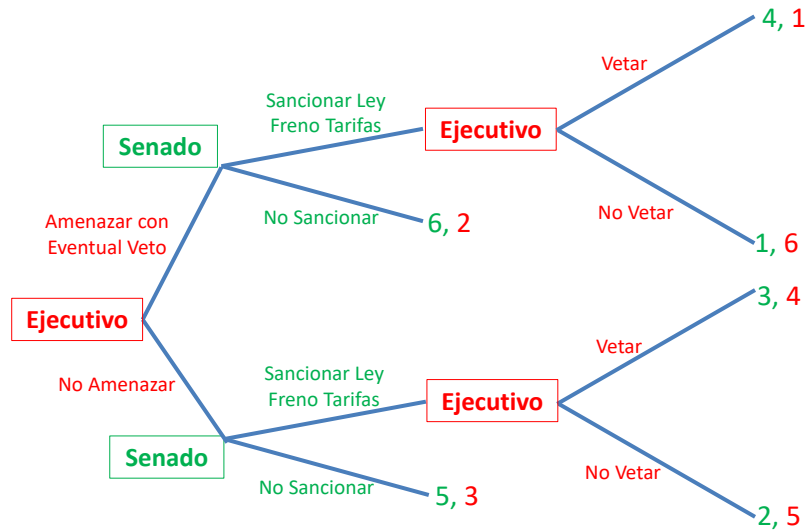 4, 1
Vetar
Sancionar Ley
Freno Tarifas
Ejecutivo
Senado
No Sancionar
No Vetar
Amenazar con
Eventual Veto
6, 2
1, 6
3, 4
Ejecutivo
Vetar
No Amenazar
Sancionar Ley
Freno Tarifas
Ejecutivo
Senado
No Sancionar
No Vetar
5, 3
2, 5